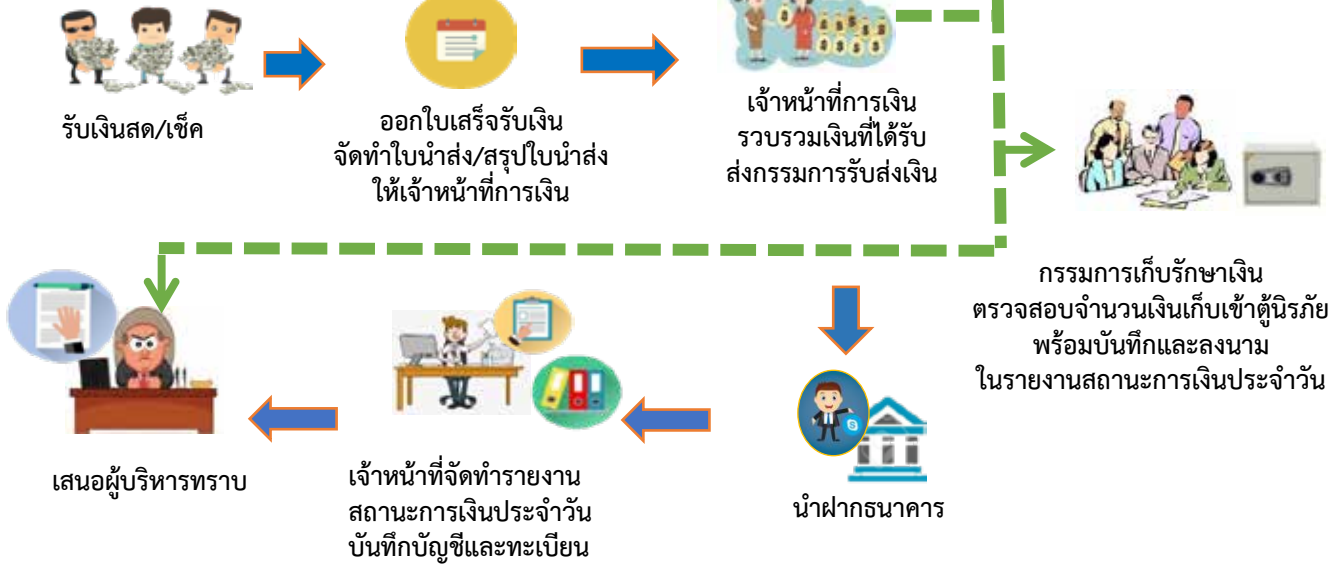 รับเงินสด/เช็ค
ออกใบเสร็จรับเงิน
จัดทำใบนำส่ง/สรุปใบนำส่ง
ให้เจ้าหน้าที่การเงิน
เจ้าหน้าที่การเงิน
รวบรวมเงินที่ได้รับ
ส่งกรรมการรับส่งเงิน
กรรมการเก็บรักษาเงิน
ตรวจสอบจำนวนเงินเก็บเข้าตู้นิรภัย
พร้อมบันทึกและลงนาม
ในรายงานสถานะการเงินประจำวัน
นำฝากธนาคาร
เจ้าหน้าที่จัดทำรายงาน
สถานะการเงินประจำวัน
บันทึกบัญชีและทะเบียน
เสนอผู้บริหารทราบ